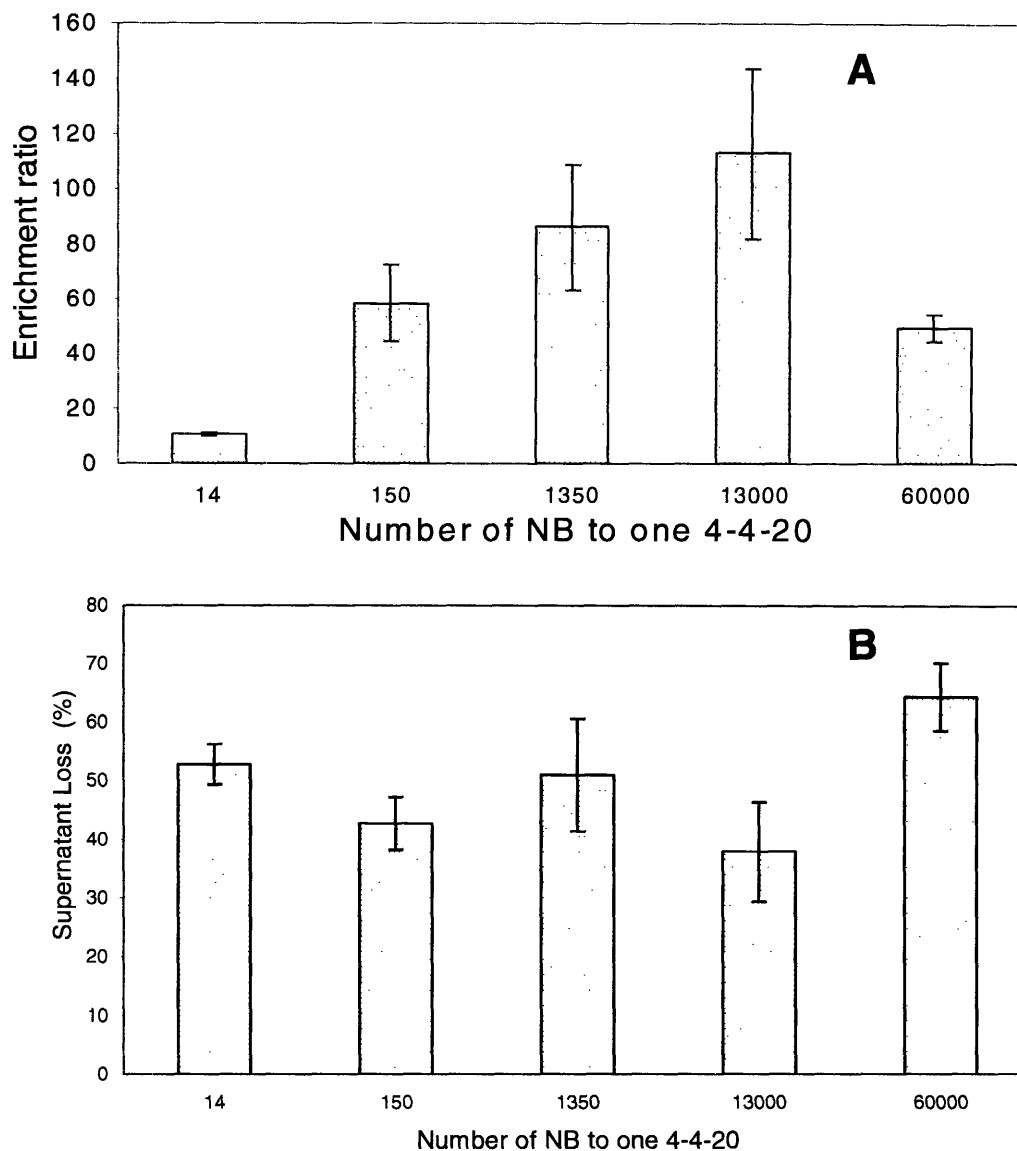 160
140
120
100
80
60
40
20
0
Enrichment ratio
A
14 150 1350 13000 60000
Number of NB to one 4-4-20
80
70
60
50
40
30
20
10
0
Supernatant Loss (%)
B
14 150 1350 13000 60000
Number of NB to one 4-4-20